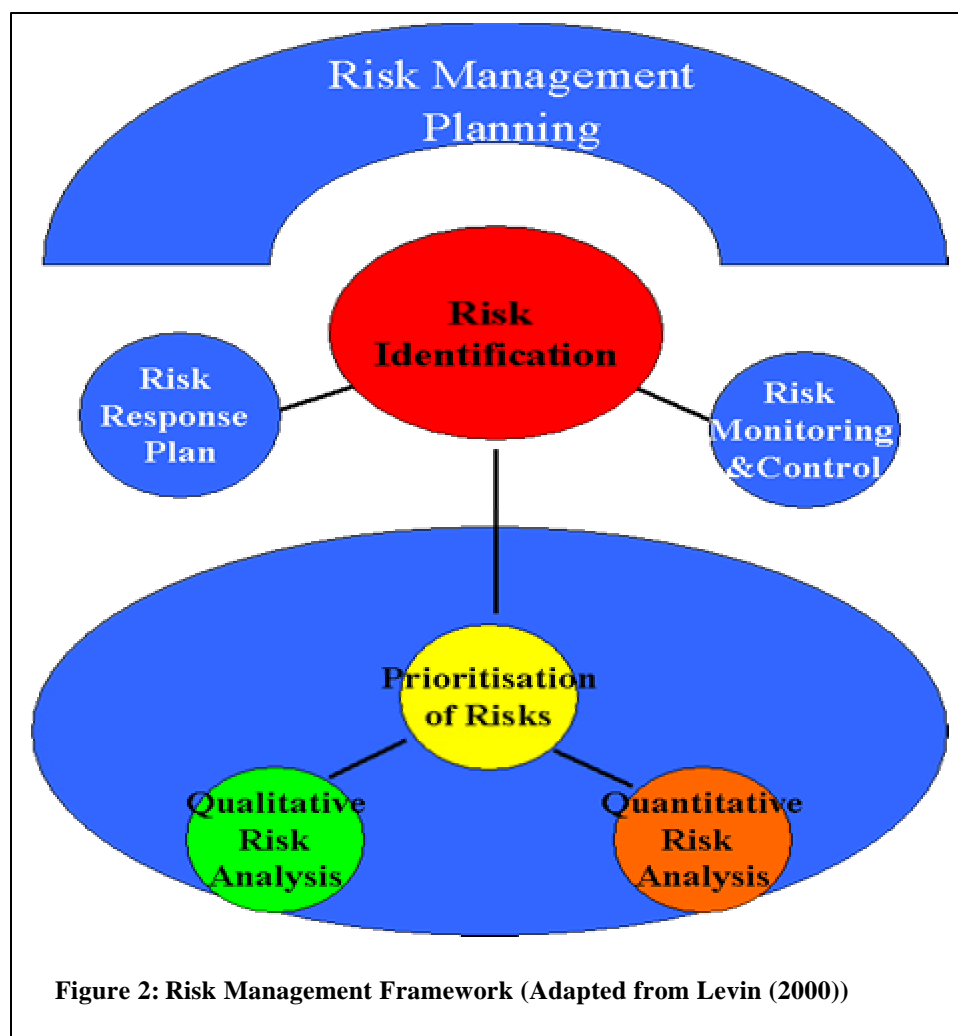 Risk Management
Planning
Risk
Identification
Risk
Response
Plan
Risk
Monitoring
&Control
Prioritisation
of Risks
Qualitative
Risk
Analysis
Quantitative
Risk
Analysis
Figure 2: Risk Management Framework (Adapted from Levin (2000))